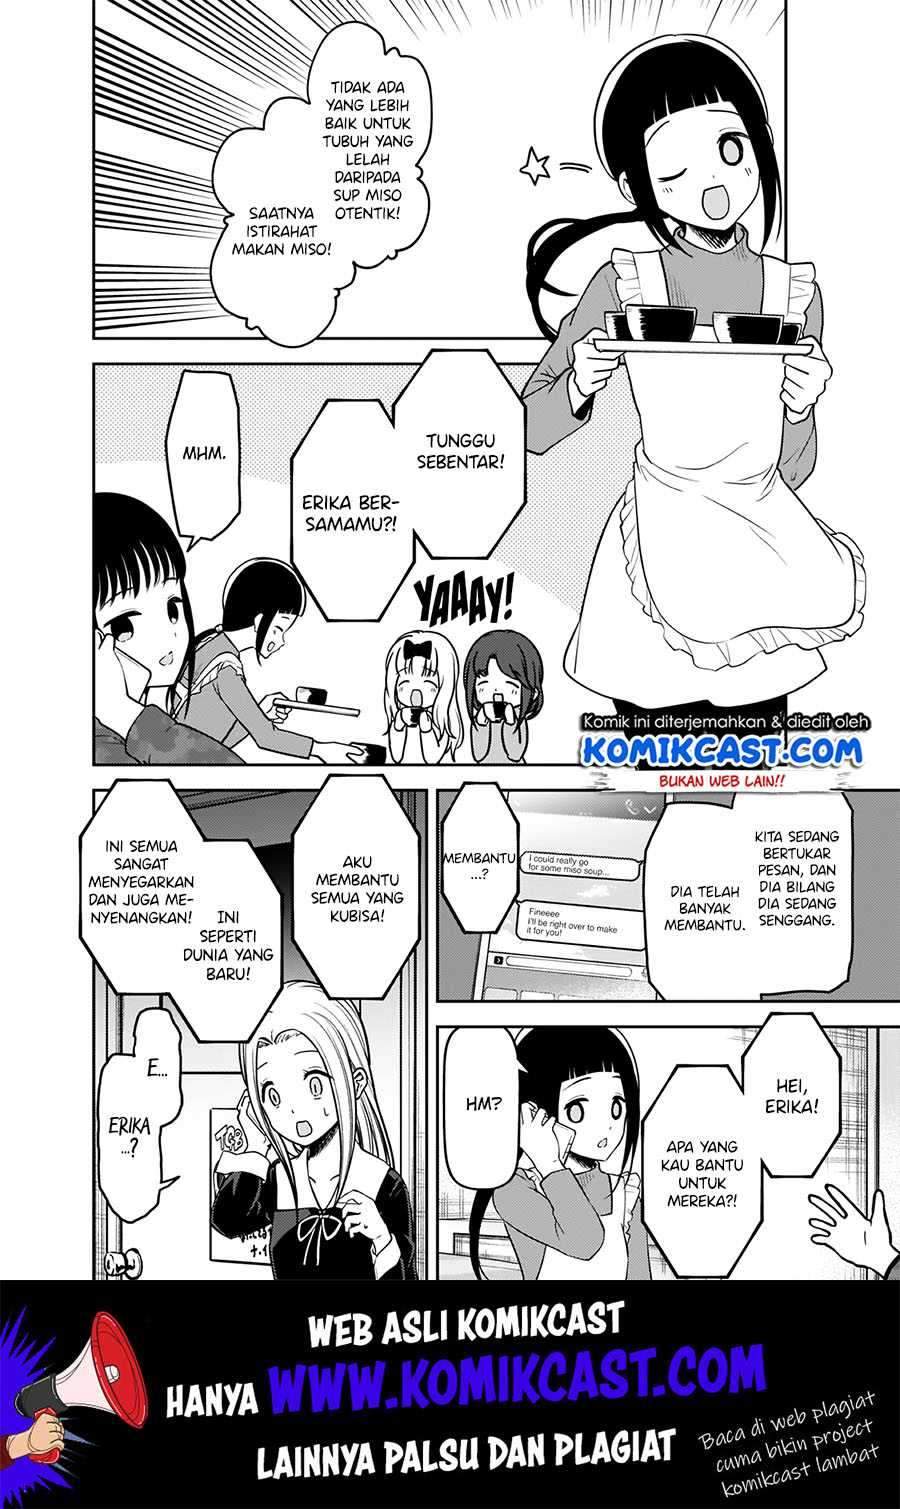 TIDAK ADA
YANG LEBIH
BAIK UNTUK
TUBUH YANG
LELAH
DARIPADA
SUP MISO
OTENTIK!
SAATNYA
ISTIRAHAT
MAKAN MISO!
TUNGGU
SEBENTAR!
ERIKA BER-
SAMAMU?!
MHM.
YAAAY!
Komik ini diterjemahkan & diedit oleh
KOMIKCAST.COM
BUKAN WEB LAIN!!
KITA SEDANG
BERTUKAR
PESAN, DAN
DIA BILANG
DIA SEDANG
SENGGANG.
DIA TELAH
BANYAK
MEMBANTU.
I could really go
for some miso soup...
Fineeee
I'll be right over to make
it for you!
MEMBANTU
...?
AKU
MEMBANTU
SEMUA YANG
KUBISA!
INI
SEPERTI
DUNIA YANG
BARU!
INI SEMUA
SANGAT
MENYEGARKAN
DAN JUGA ME-
NYENANGKAN!
HEI,
ERIKA!
APA YANG
KAU BANTU
UNTUK
MEREKA?!
HM?
E...
ERIKA
...?
WEB ASLI KOMIKCAST
HANYA WWW.KOMIKCAST.COM
LAINNYA PALSU DAN PLAGIAT
Baca di web plagiat
cuma bikin project
komikcast lambat